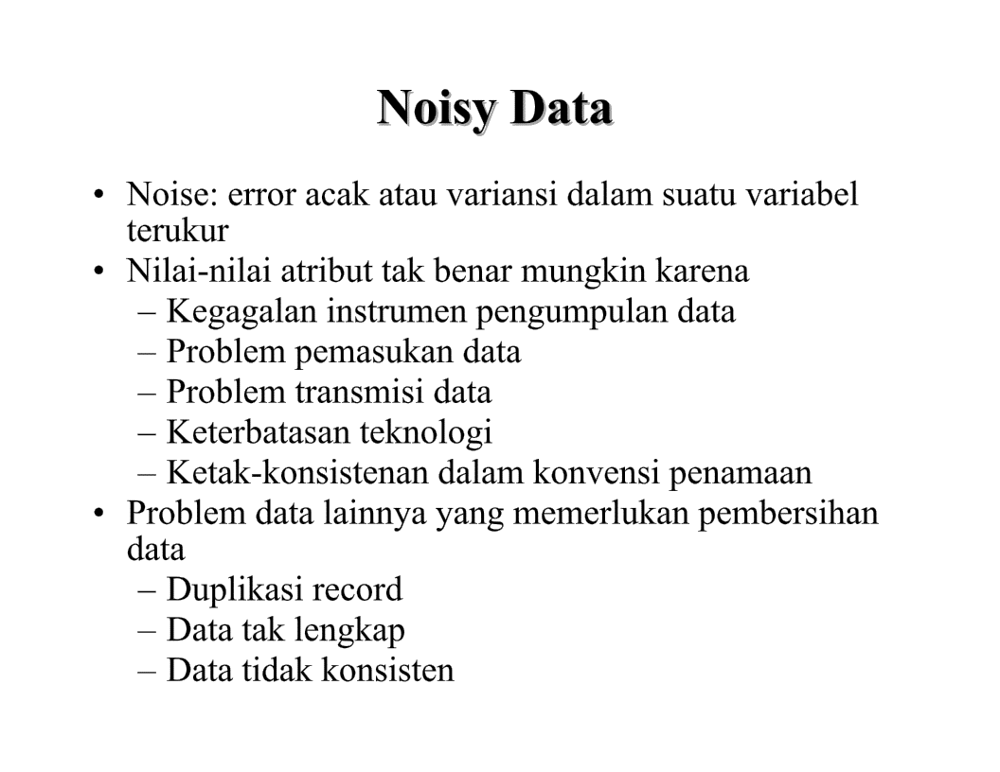 Noisy Data
• Noise: error acak atau variansi dalam suatu variabel
terukur
• Nilai-nilai atribut tak benar mungkin karena
– Kegagalan instrumen pengumpulan data
– Problem pemasukan data
– Problem transmisi data
– Keterbatasan teknologi
– Ketak-konsistenan dalam konvensi penamaan
• Problem data lainnya yang memerlukan pembersihan
data
– Duplikasi record
– Data tak lengkap
– Data tidak konsisten